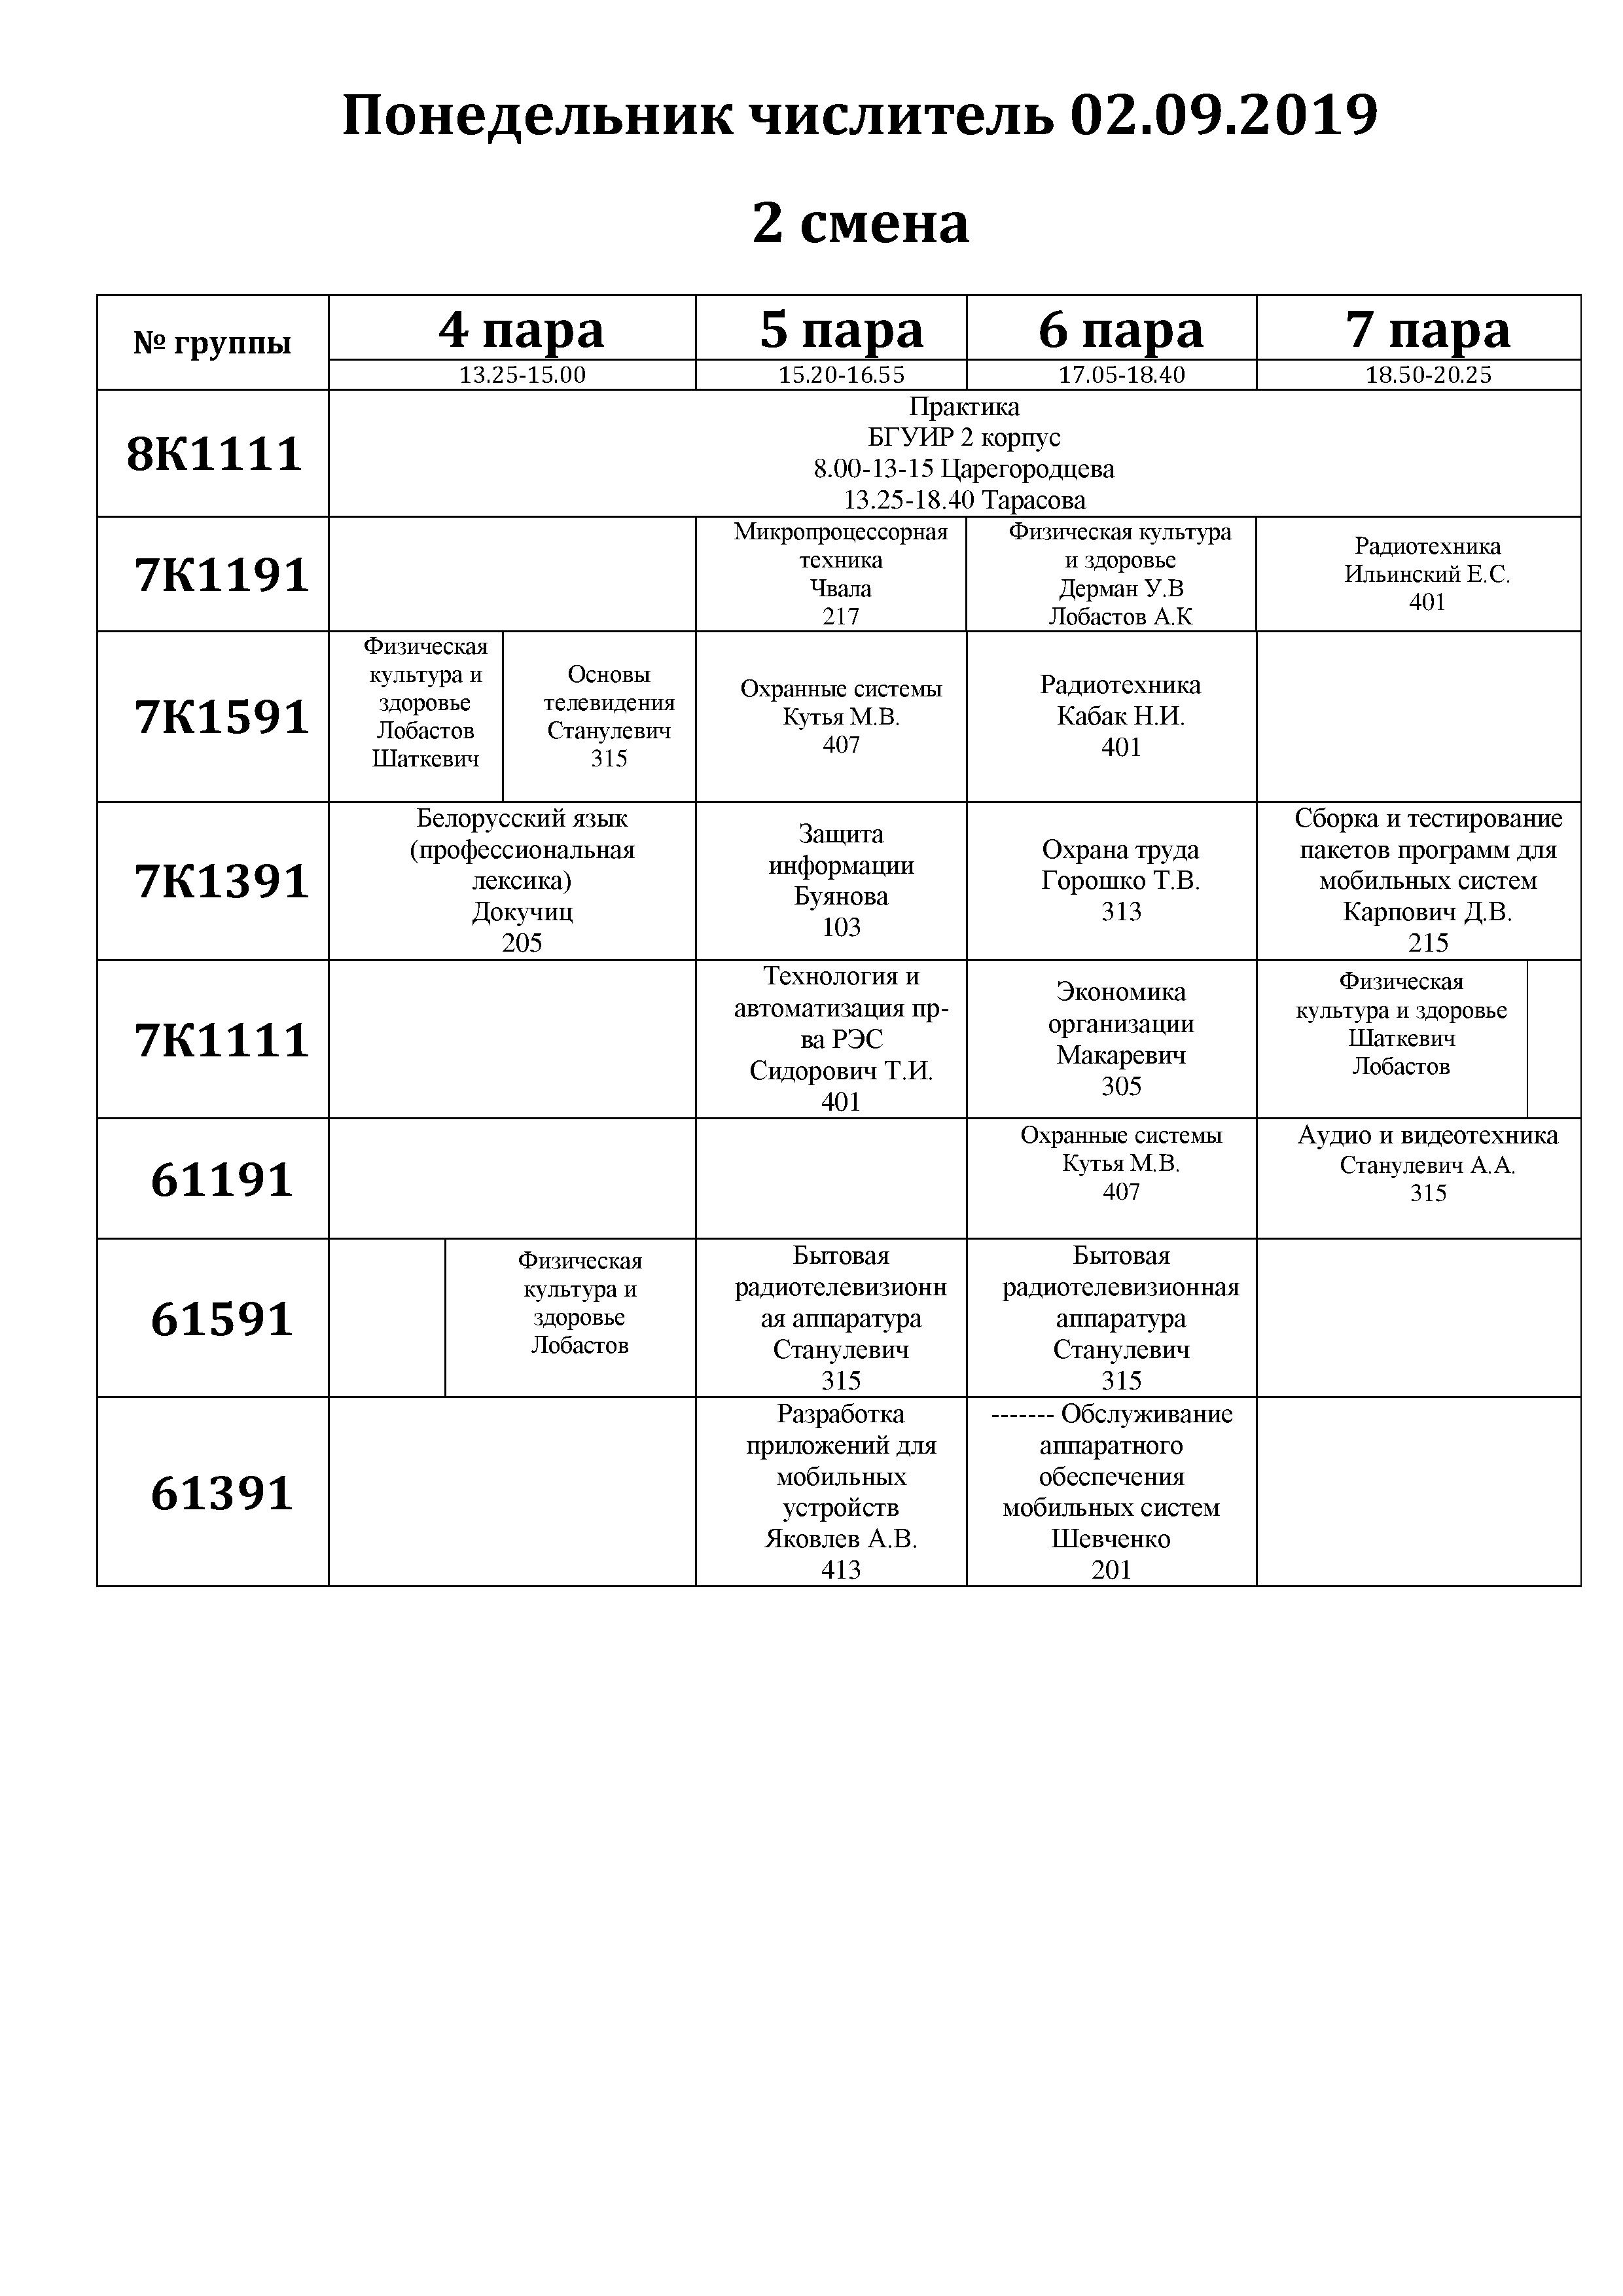 Понедельник числитель 02.09.2019
2 смена
№ группы
4 пара
5 пара
6 пара
7 пара
13.25-15.00
15.20-16.55
17.05-18.40
18.50-20.25
8К1111
Практика
БГУИР 2 корпус
8.00-13-15 Царегородцева
13.25-18.40 Тарасова
7К1191
Микропроцессорная
техника
Чвала
217
Физическая культура
и здоровье
Дерман У.В
Лобастов А.К
Радиотехника
Ильинский Е.С.
401
7К1591
Физическая
культура и
здоровье
Лобастов
Шаткевич
Основы
телевидения
Станулевич
315
Охранные системы
Кутья М.В.
407
Радиотехника
Кабак Н.И.
401
7К1391
Белорусский язык
(профессиональная
лексика)
Докучиц
205
Защита
информации
Буянова
103
Охрана труда
Горошко Т.В.
313
Сборка и тестирование
пакетов программ для
мобильных систем
Карпович Д.В.
215
7К1111
Технология и
автоматизация пр-
ва РЭС
Сидорович Т.И.
401
Экономика
организации
Макаревич
305
Физическая
культура и здоровье
Шаткевич
Лобастов
61191
Охранные системы
Кутья М.В.
407
Аудио и видеотехника
Станулевич А.А.
315
61591
Физическая
культура и
здоровье
Лобастов
Бытовая
радиотелевизионн
ая аппаратура
Станулевич
315
Бытовая
радиотелевизионная
аппаратура
Станулевич
315
61391
Разработка
приложений для
мобильных
устройств
Яковлев А.В.
413
------- Обслуживание
аппаратного
обеспечения
мобильных систем
Шевченко
201